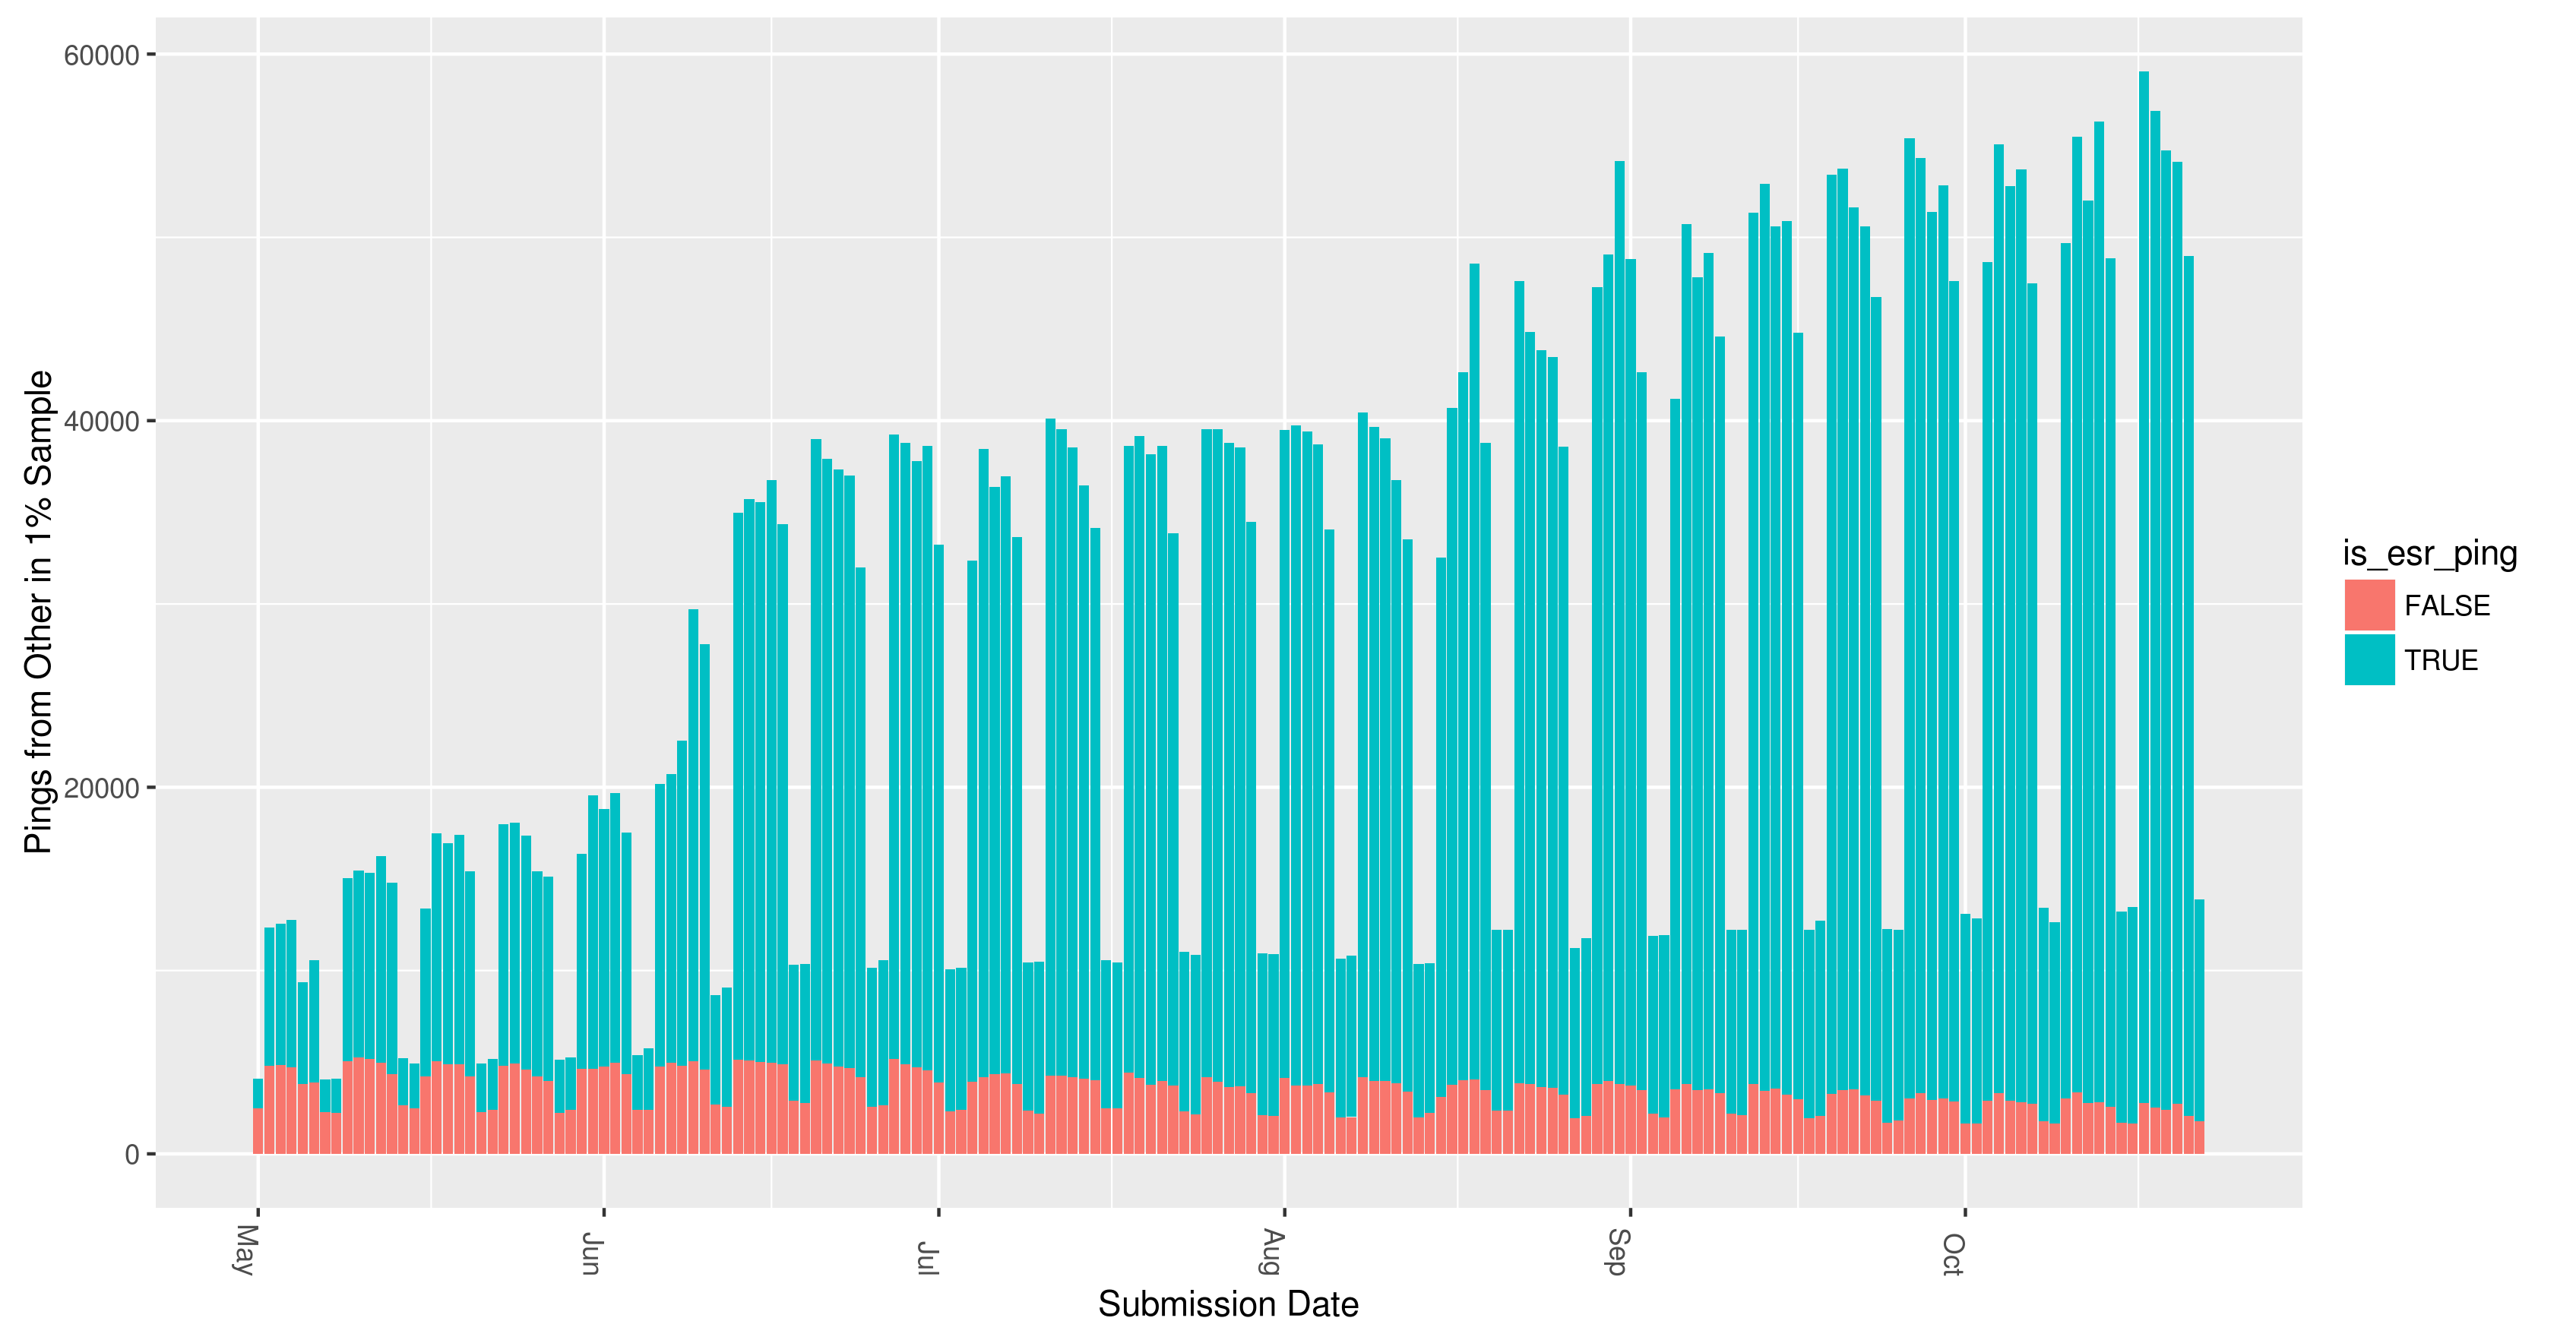 Pings from Other in 1% Sample
60000
40000
20000
0
May
Jun
Jul
Aug
Sep
Oct
Submission Date
is_esr_ping
FALSE
TRUE